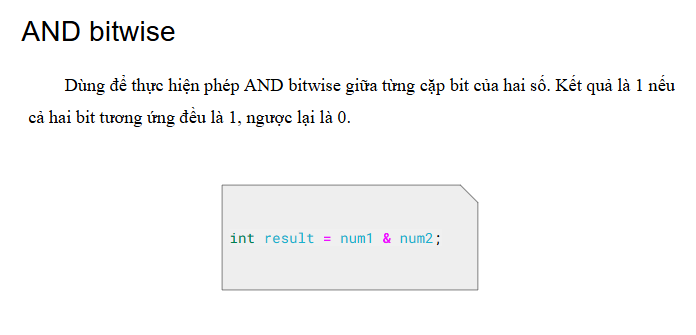 AND bitwise
Dùng để thực hiện phép AND bitwise giữa từng cặp bit của hai số. Kết quả là 1 nếu
cả hai bit tương ứng đều là 1, ngược lại là 0.
int result = num1 & num2;